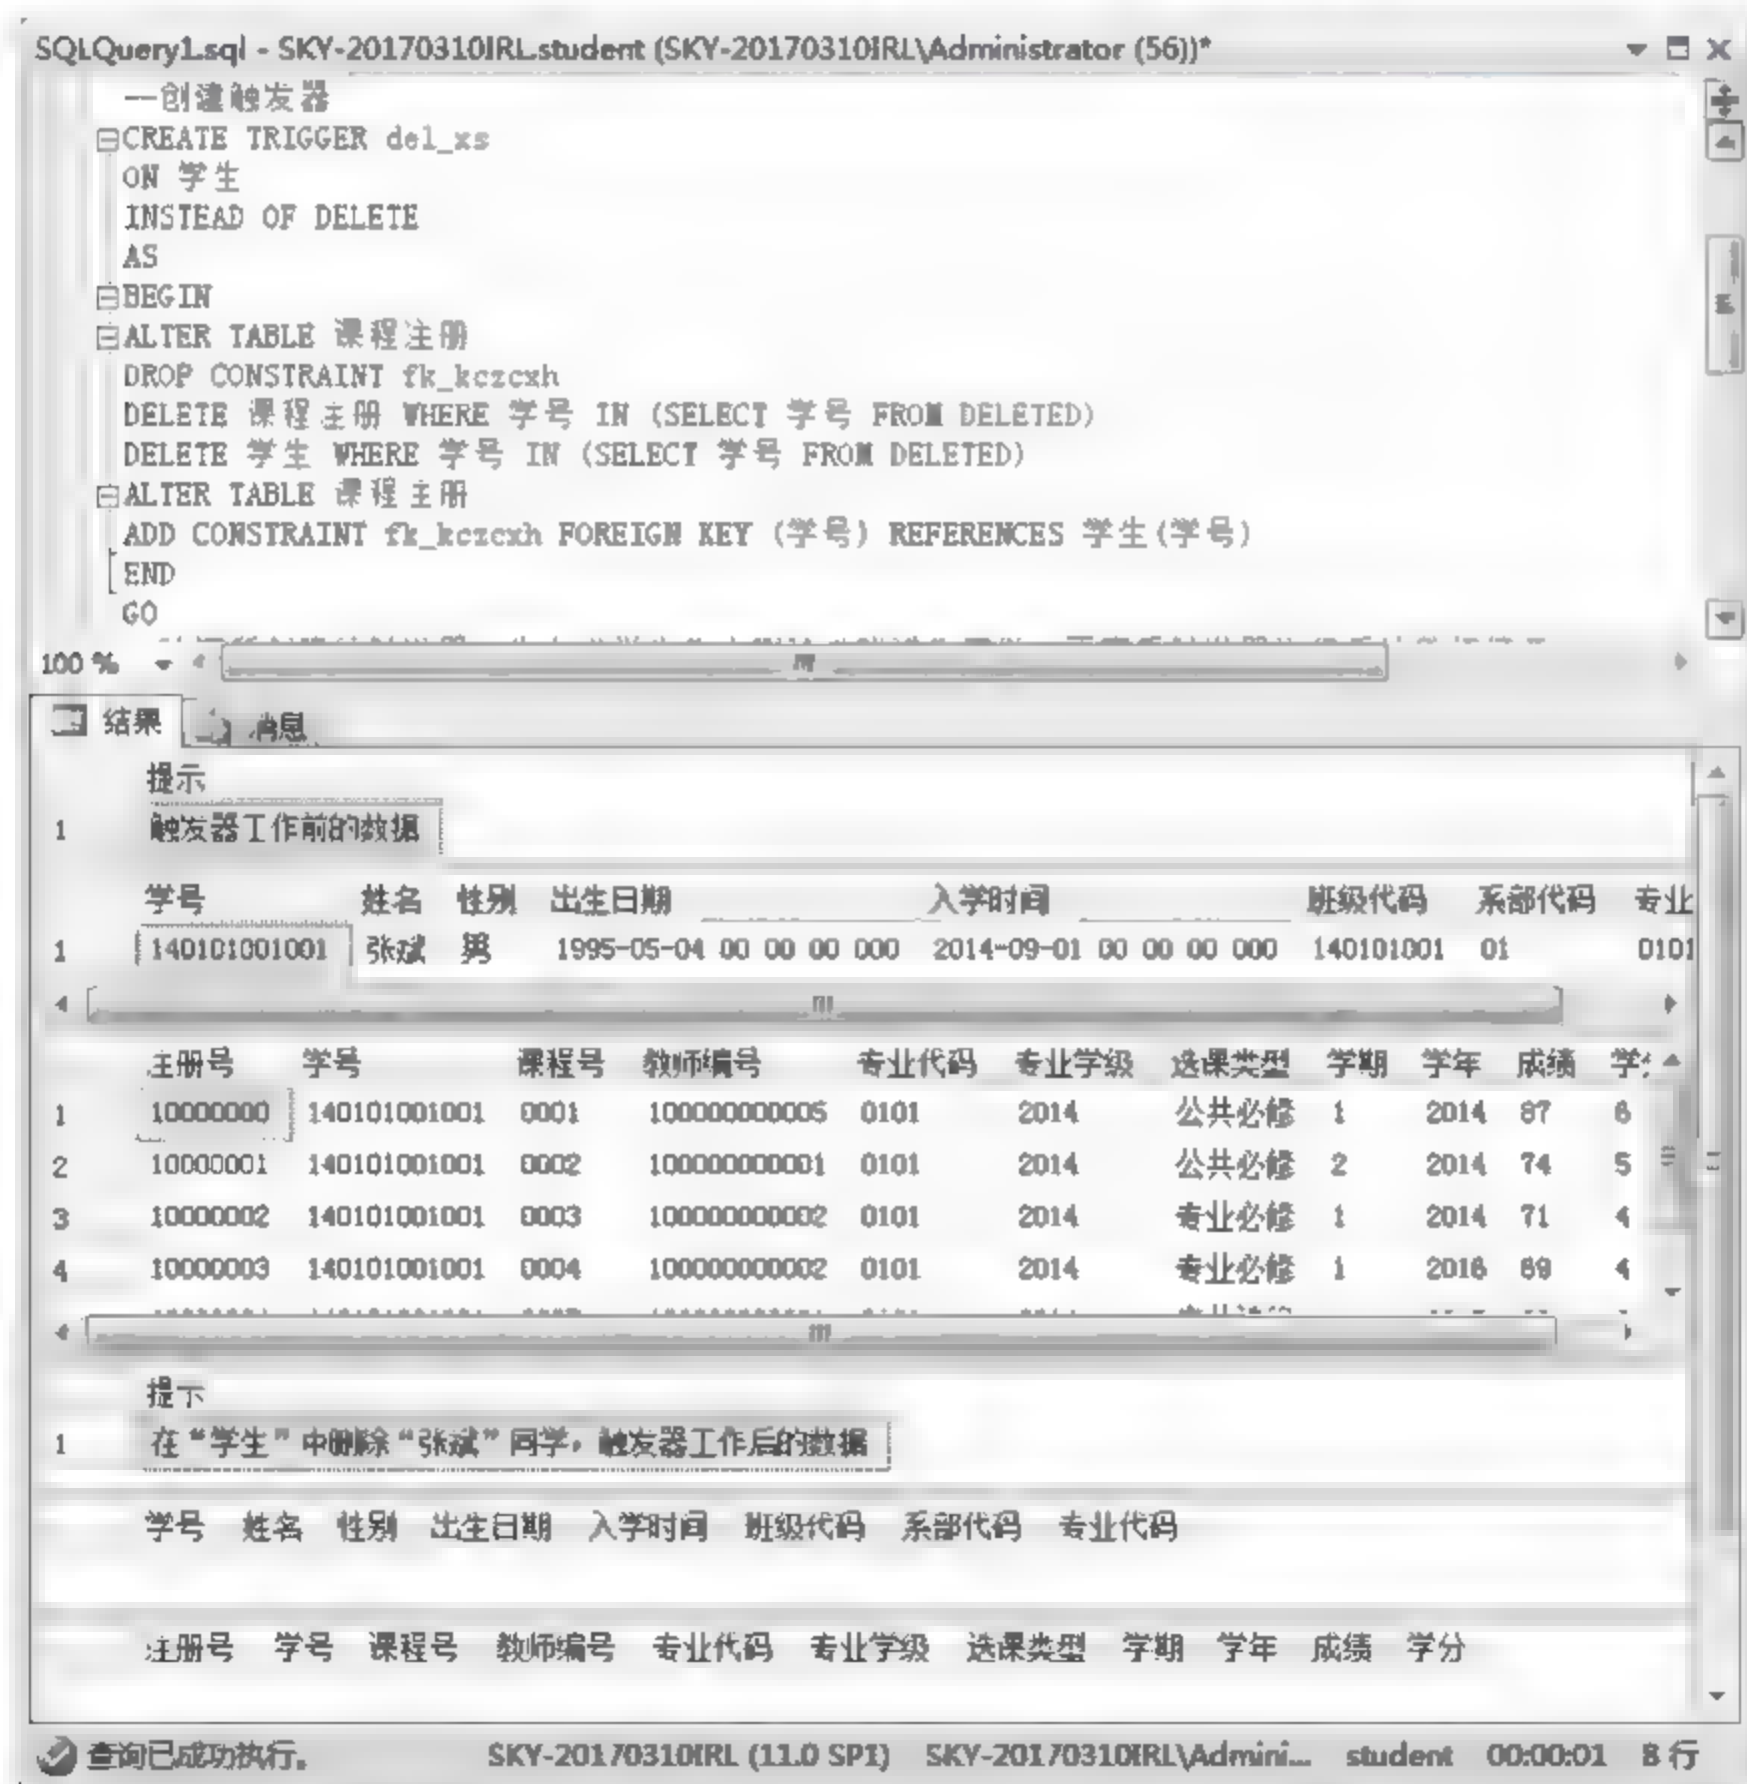 SQLQuery1.sql - SKY-20170310IRL.student (SKY-20170310IRL\Administrator (56))*
--创建触发器
CREATE TRIGGER del_xs
ON 学生
INSTEAD OF DELETE
AS
BEGIN
ALTER TABLE 课程注册
DROP CONSTRAINT fk_kczcxh
DELETE 课程注册 WHERE 学号 IN (SELECT 学号 FROM DELETED)
DELETE 学生 WHERE 学号 IN (SELECT 学号 FROM DELETED)
ALTER TABLE 课程注册
ADD CONSTRAINT fk_kczcxh FOREIGN KEY (学号) REFERENCES 学生(学号)
END
GO
100 %
结果 消息
提示
1 触发器工作前的数据
学号 姓名 性别 出生日期 入学时间 班级代码 系部代码 专业
1 140101001001 张斌 男 1995-05-04 00 00 00 000 2014-09-01 00 00 00 000 140101001 01 0101
注册号 学号 课程号 教师编号 专业代码 专业学级 选课类型 学期 学年 成绩
1 10000000 140101001001 0001 100000000005 0101 2014 公共必修 1 2014 87 6
2 10000001 140101001001 0002 100000000001 0101 2014 公共必修 2 2014 74 5
3 10000002 140101001001 0003 100000000002 0101 2014 专业必修 1 2014 71 4
4 10000003 140101001001 0004 100000000002 0101 2014 专业必修 1 2016 69 4
提示
1 在“学生”中删除“张斌”同学，触发器工作后的数据
学号 姓名 性别 出生日期 入学时间 班级代码 系部代码 专业代码
注册号 学号 课程号 教师编号 专业代码 专业学级 选课类型 学期 学年 成绩 学分
查询已成功执行。 SKY-20170310IRL (11.0 SP1) SKY-20170310IRL\Admini... student 00:00:01 8 行